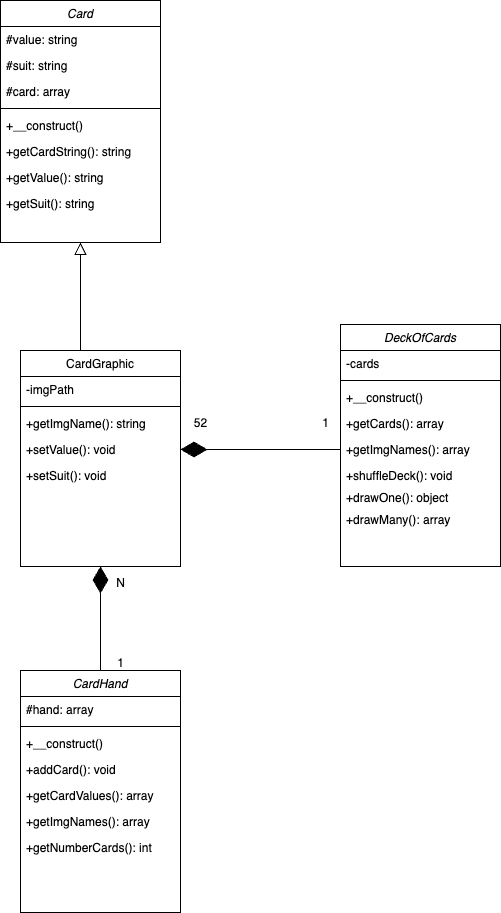 Card
#value: string
#suit: string
#card: array
+__construct()
+getCardString(): string
+getValue(): string
+getSuit(): string
CardGraphic
-imgPath
+getImgName(): string
+setValue(): void
+setSuit(): void
52
1
DeckOfCards
-cards
+__construct()
+getCards(): array
+getImgNames(): array
+shuffleDeck(): void
+drawOne(): object
+drawMany(): array
N
1
CardHand
#hand: array
+__construct()
+addCard(): void
+getCardValues(): array
+getImgNames(): array
+getNumberCards(): int